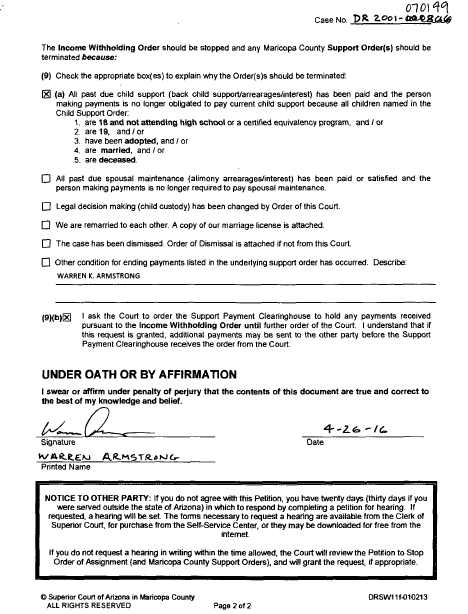 070199
Case No. DR 2001-
The Income Withholding Order should be stopped and any Maricopa County Support Order(s) should be
terminated because:
(9) Check the appropriate box(es) to explain why the Order(s)s should be terminated:
(a) All past due child support (back child support/arrearages/interest) has been paid and the person
making payments is no longer obligated to pay current child support because all children named in the
Child Support Order:
1. are 18 and not attending high school or a certified equivalency program, and / or
2. are 19, and / or
3. have been adopted, and / or
4. are married, and / or
5. are deceased.
All past due spousal maintenance (alimony arrearages/interest) has been paid or satisfied and the
person making payments is no longer required to pay spousal maintenance.
Legal decision making (child custody) has been changed by Order of this Court.
We are remarried to each other. A copy of our marriage license is attached.
The case has been dismissed. Order of Dismissal is attached if not from this Court.
Other condition for ending payments listed in the underlying support order has occurred. Describe:
WARREN K. ARMSTRONG
(9)(b) I ask the Court to order the Support Payment Clearinghouse to hold any payments received
pursuant to the Income Withholding Order until further order of the Court. I understand that if
this request is granted, additional payments may be sent to the other party before the Support
Payment Clearinghouse receives the order from the Court.
UNDER OATH OR BY AFFIRMATION
I swear or affirm under penalty of perjury that the contents of this document are true and correct to
the best of my knowledge and belief.
4-26-16
Signature Date
WARREN ARMSTRONG
Printed Name
NOTICE TO OTHER PARTY: If you do not agree with this Petition, you have twenty days (thirty days if you
were served outside the state of Arizona) in which to respond by completing a petition for hearing. If
requested, a hearing will be set. The forms necessary to request a hearing are available from the Clerk of
Superior Court, for purchase from the Self-Service Center, or they may be downloaded for free from the
internet.
If you do not request a hearing in writing within the time allowed, the Court will review the Petition to Stop
Order of Assignment (and Maricopa County Support Orders), and will grant the request, if appropriate.
© Superior Court of Arizona in Maricopa County DRSW11f-010213
ALL RIGHTS RESERVED Page 2 of 2